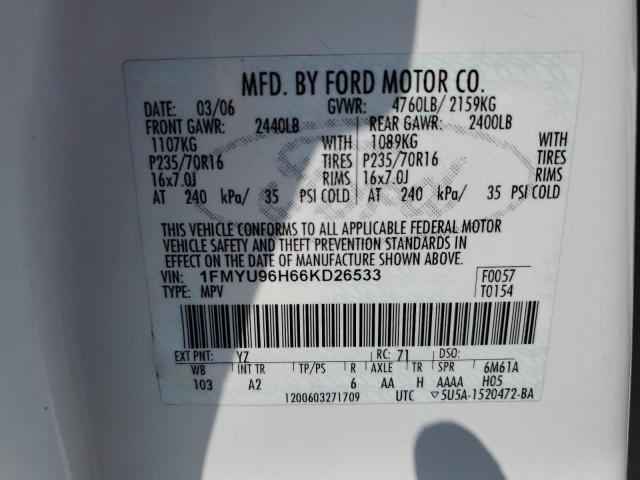 MFD. BY FORD MOTOR CO.
DATE: 03/06 GVWR: 4760LB/ 2159KG
FRONT GAWR: 2440LB REAR GAWR: 2400LB
1107KG WITH 1089KG WITH
P235/70R16 TIRES P235/70R16 TIRES
16x7.0J RIMS 16x7.0J RIMS
AT 240 kPa/ 35 PSI COLD AT 240 kPa/ 35 PSI COLD
THIS VEHICLE CONFORMS TO ALL APPLICABLE FEDERAL MOTOR
VEHICLE SAFETY AND THEFT PREVENTION STANDARDS IN
EFFECT ON THE DATE OF MANUFACTURE SHOWN ABOVE.
VIN: 1FMYU96H66KD26533 F0057
TYPE: MPV T0154
EXT PNT: YZ RC: 71 DSO:
WB INT TR TP/PS R AXLE TR SPR 6M61A
103 A2 6 AA H AAAA H05
1200603271709 UTC ▽5U5A-1520472-BA